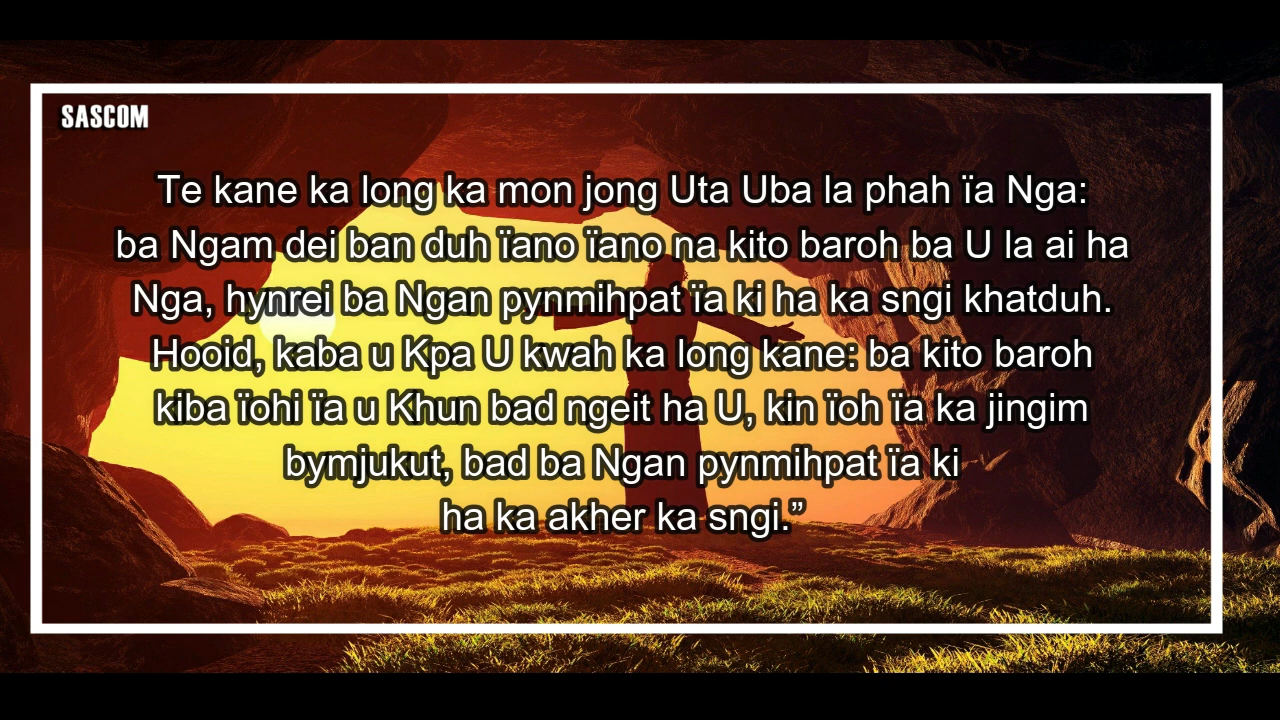 SASCOM
Te kane ka long ka mon jong Uta Uba la phah ïa Nga:
ba Ngam dei ban duh ïano ïano na kito baroh ba U la ai ha
Nga, hynrei ba Ngan pynmihpat ïa ki ha ka sngi khatduh.
Hooid, kaba u Kpa U kwah ka long kane: ba kito baroh
kiba ïohi ïa u Khun bad ngeit ha U, kin ïoh ïa ka jingim
bymjukut, bad ba Ngan pynmihpat ïa ki
ha ka akher ka sngi.”